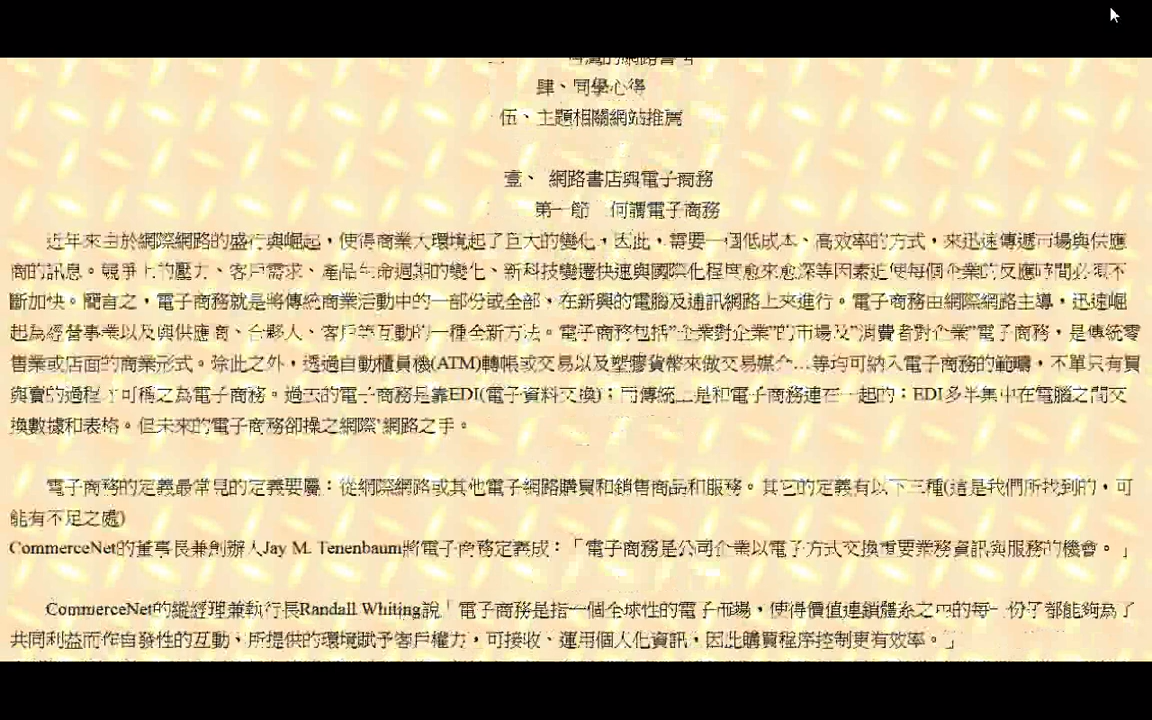 肆、同學心得
伍、主題相關網站推薦
壹、 網路書店與電子商務
第一節 何謂電子商務
近年來由於網際網路的盛行與崛起，使得商業大環境起了巨大的變化，因此，需要一個低成本、高效率的方式，來迅速傳遞市場與供應
商的訊息。競爭上的壓力、客戶需求、產品生命週期的變化、新科技變遷快速與國際化程度愈來愈深等因素迫使每個企業的反應時間必須不
斷加快。簡言之，電子商務就是將傳統商業活動中的一部份或全部，在新興的電腦及通訊網路上來進行。電子商務由網際網路主導，迅速崛
起為經營事業以及與供應商、合夥人、客戶等互動的一種全新方法。電子商務包括"企業對企業"的市場及"消費者對企業"電子商務，是傳統零
售業或店面的商業形式。除此之外，透過自動櫃員機(ATM)轉帳或交易以及塑膠貨幣來做交易媒介…等均可納入電子商務的範疇，不單只有買
與賣的過程才可稱之為電子商務。過去的電子商務是靠EDI(電子資料交換)；而傳統上是和電子商務連在一起的；EDI多半集中在電腦之間交
換數據和表格。但未來的電子商務卻操之網際網路之手。
電子商務的定義最常見的定義要屬：從網際網路或其他電子網路購買和銷售商品和服務。其它的定義有以下三種(這是我們所找到的，可
能有不足之處)
CommerceNet的董事長兼創辦人Jay M. Tenenbaum將電子商務定義成：「電子商務是公司企業以電子方式交換重要業務資訊與服務的機會。」
CommerceNet的總經理兼執行長Randall Whiting說「電子商務是指一個全球性的電子市場，使得價值連鎖體系之中的每一份子都能夠為了
共同利益而作自發性的互動、所提供的環境賦予客戶權力，可接收、運用個人化資訊，因此購買程序控制更有效率。」